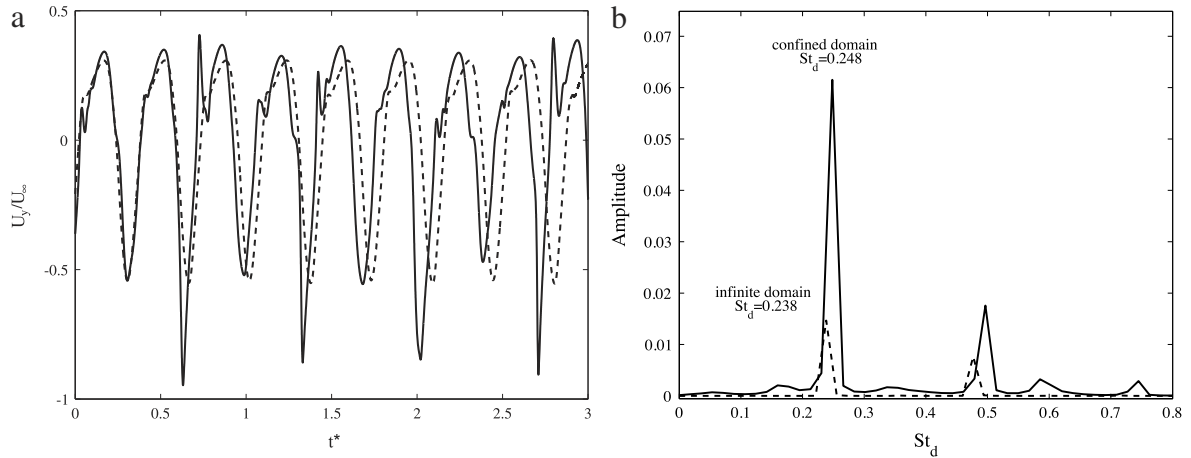 a
0.5
0
-0.5
-1
U_y/U_∞
0 0.5 1 1.5 2 2.5 3
t*
b
0.07
0.06
0.05
0.04
0.03
0.02
0.01
0
Amplitude
confined domain
St_d=0.248
infinite domain
St_d=0.238
0 0.1 0.2 0.3 0.4 0.5 0.6 0.7 0.8
St_d